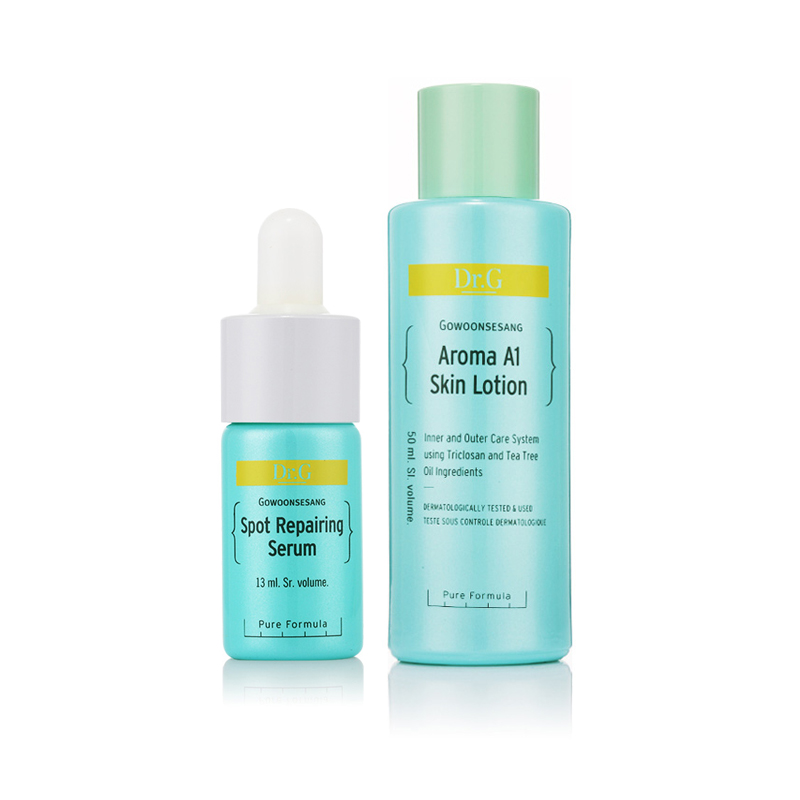 Dr.G
GOWOONSESANG
Spot Repairing
Serum
13 ml. Sr. volume.
Pure Formula
Dr.G
GOWOONSESANG
Aroma A1
Skin Lotion
50 ml. Sl. volume.
Inner and Outer Care System
using Triclosan and Tea Tree
Oil Ingredients
DERMATOLOGICALLY TESTED & USED
TESTE SOUS CONTROLE DERMATOLOGIQUE
Pure Formula